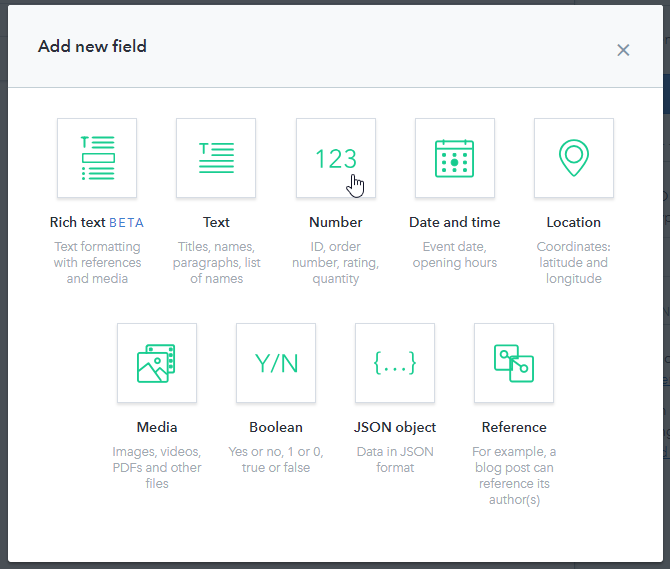 Add new field
123
Rich text BETA
Text
Number
Date and time
Location
Text formatting
with references
and media
Titles, names,
paragraphs, list
of names
ID, order
number, rating,
quantity
Event date,
opening hours
Coordinates:
latitude and
longitude
Y/N
{...}
Media
Boolean
JSON object
Reference
Images, videos,
PDFs and other
files
Yes or no, 1 or 0,
true or false
Data in JSON
format
For example, a
blog post can
reference its
author(s)